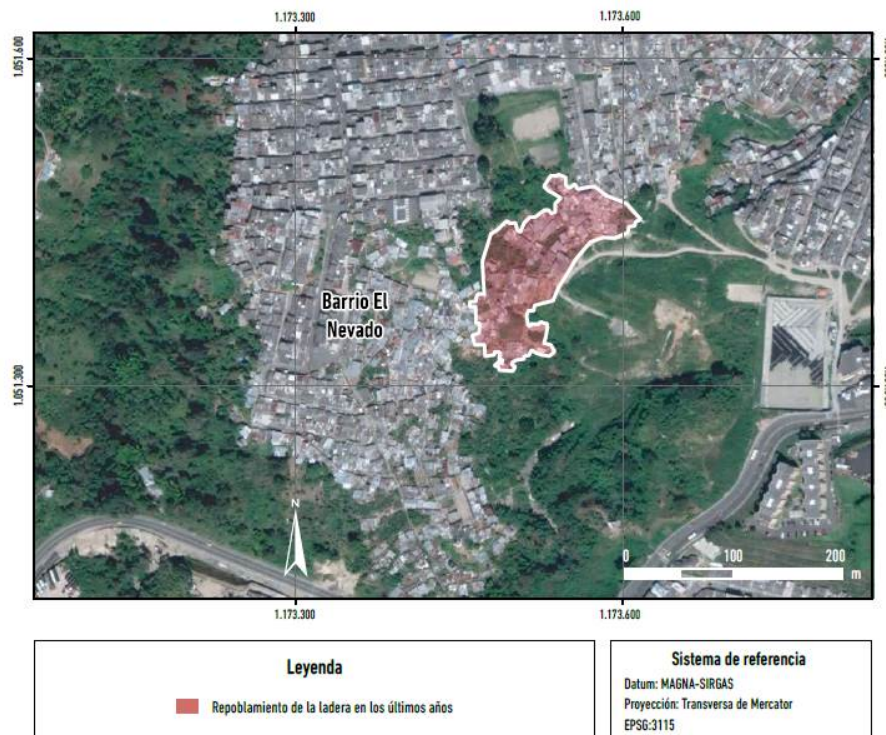 1.173.300
1.173.600
1.051.600
Barrio El
Nevado
1.051.300
N
0
100
200
m
1.173.300
1.173.600
Leyenda
Repoblamiento de la ladera en los últimos años
Sistema de referencia
Datum: MAGNA-SIRGAS
Proyección: Transversa de Mercator
EPSG:3115